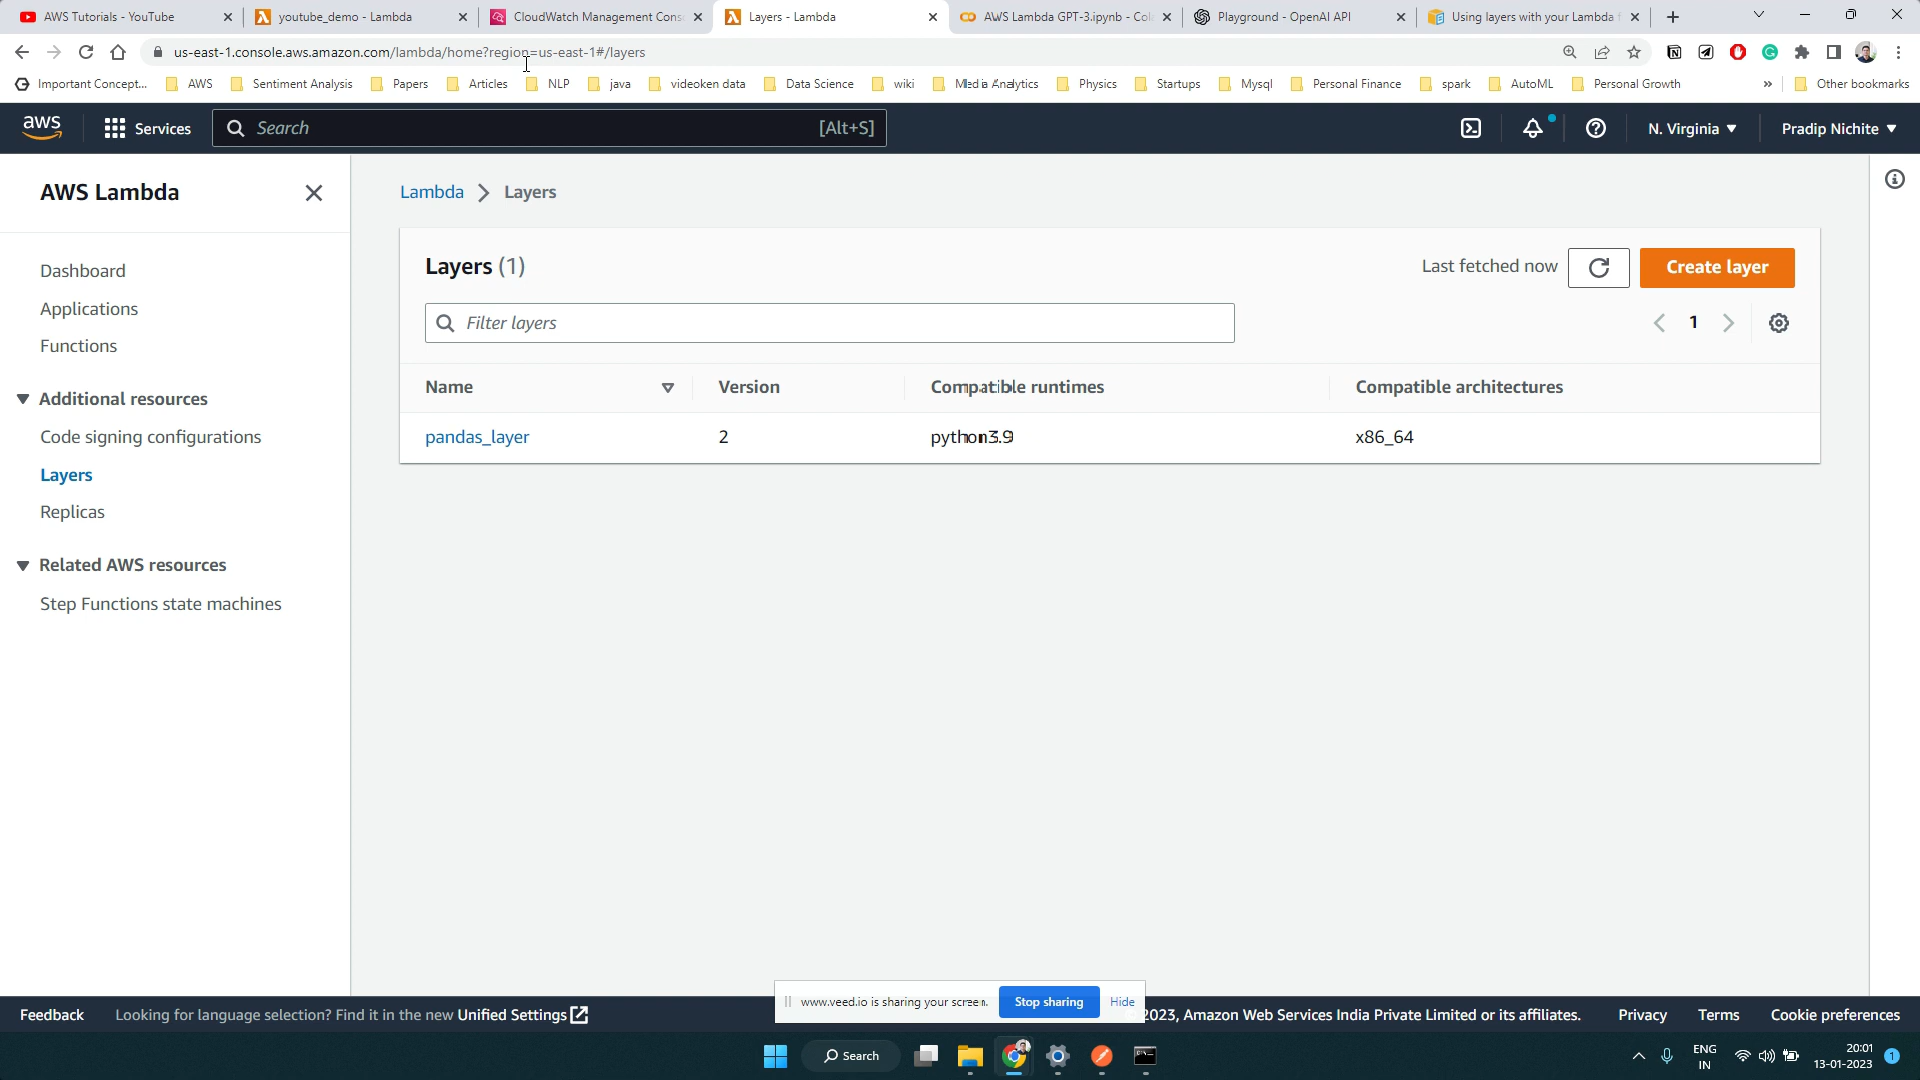 AWS Tutorials - YouTube
youtube_demo - Lambda
CloudWatch Management Cons
Layers - Lambda
AWS Lambda GPT-3.ipynb - Col
Playground - OpenAI API
Using layers with your Lambda f
us-east-1.console.aws.amazon.com/lambda/home?region=us-east-1#/layers
Important Concept...
AWS
Sentiment Analysis
Papers
Articles
NLP
java
videoken data
Data Science
wiki
Media Analytics
Physics
Startups
Mysql
Personal Finance
spark
AutoML
Personal Growth
»
Other bookmarks
aws
Services
Search
[Alt+S]
N. Virginia
Pradip Nichite
AWS Lambda
Dashboard
Applications
Functions
Additional resources
Code signing configurations
Layers
Replicas
Related AWS resources
Step Functions state machines
Lambda
Layers
Layers (1)
Last fetched now
Create layer
Filter layers
1
Name
Version
Compatible runtimes
Compatible architectures
pandas_layer
2
python3.9
x86_64
www.veed.io is sharing your screen.
Stop sharing
Hide
Feedback
Looking for language selection? Find it in the new Unified Settings
2023, Amazon Web Services India Private Limited or its affiliates.
Privacy
Terms
Cookie preferences
Search
ENG
IN
20:01
13-01-2023
1